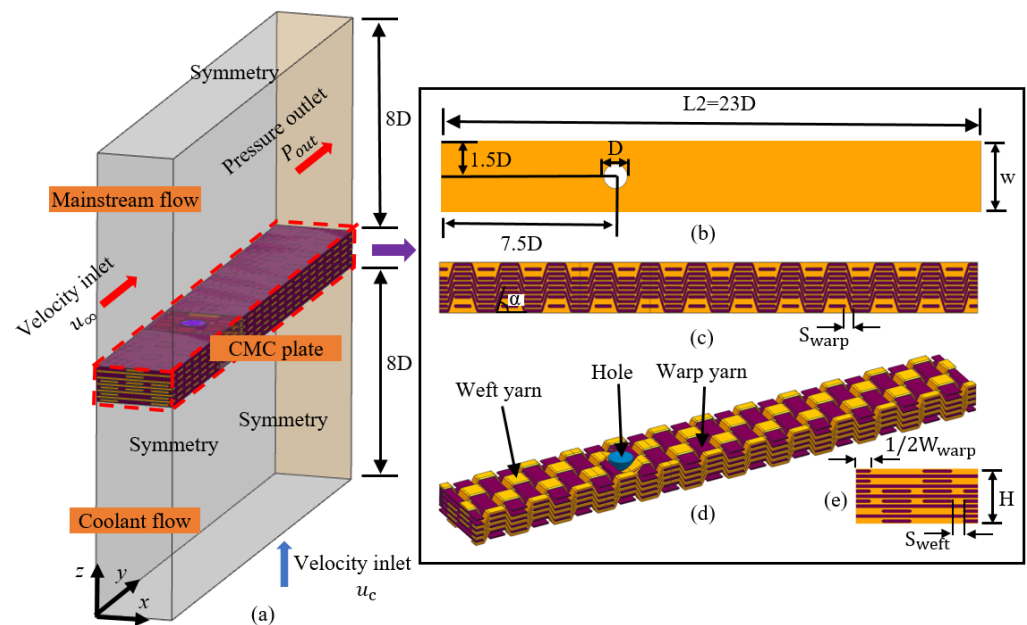 Symmetry
Pressure outlet
P_out
8D
Mainstream flow
Velocity inlet
u_∞
CMC plate
8D
Symmetry
Symmetry
Coolant flow
Velocity inlet
u_c
z
y
x
(a)
L2=23D
1.5D
D
w
7.5D
(b)
α
S_warp
(c)
Weft yarn
Hole
Warp yarn
(d)
1/2W_warp
(e)
H
S_weft